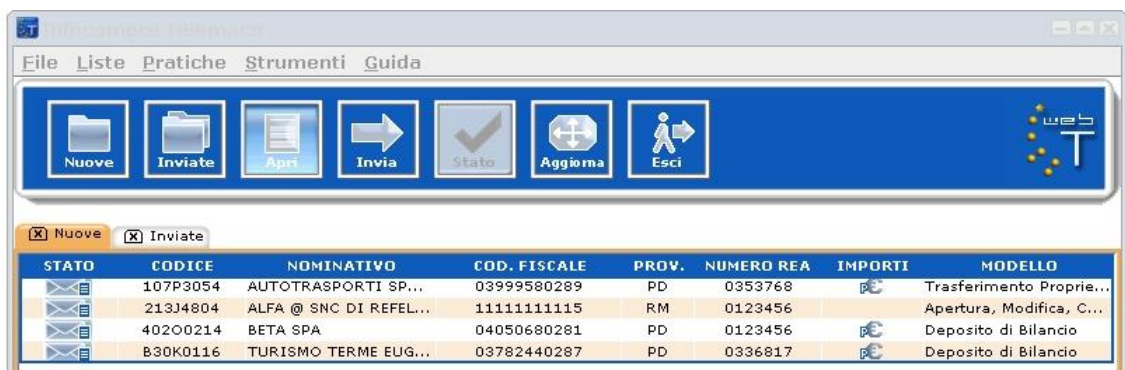 Infocamere Telemaco
File Liste Pratiche Strumenti Guida
Nuove Inviate Apri Invia Stato Aggiorna Esci
web T
Nuove Inviate
STATO CODICE NOMINATIVO COD. FISCALE PROV. NUMERO REA IMPORTI MODELLO
107P3054 AUTOTRASPORTI SP... 03999580289 PD 0353768 Trasferimento Proprie...
213J4804 ALFA @ SNC DI REFEL... 11111111115 RM 0123456 Apertura, Modifica, C...
402O0214 BETA SPA 04050680281 PD 0123456 Deposito di Bilancio
B30K0116 TURISMO TERME EUG... 03782440287 PD 0336817 Deposito di Bilancio